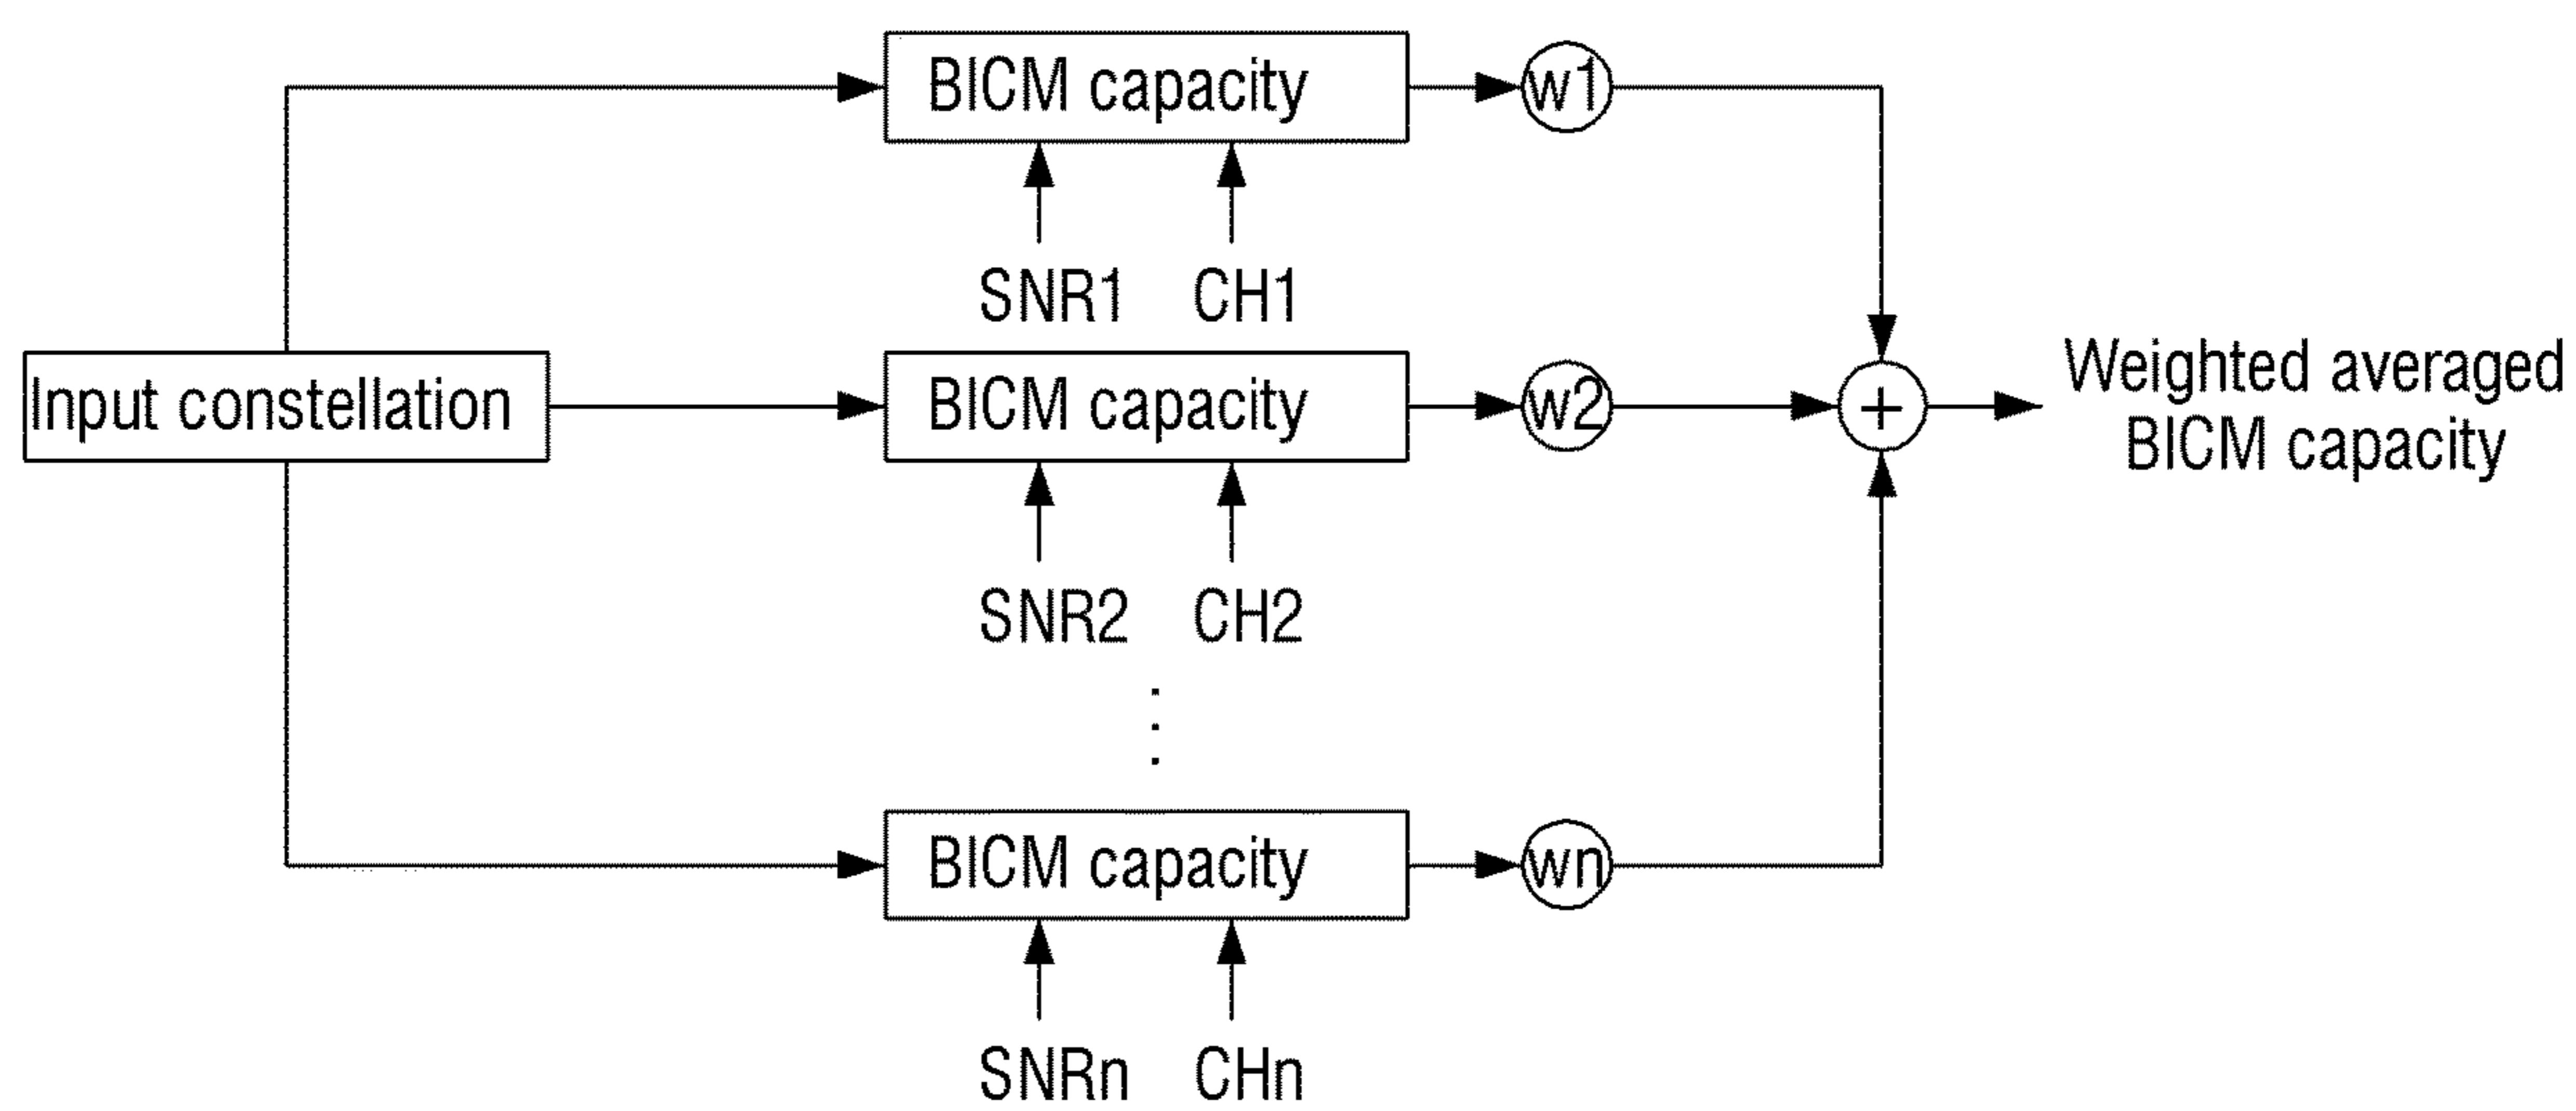 BICM capacity
w1
SNR1 CH1
Input constellation
BICM capacity
w2
+
Weighted averaged
BICM capacity
SNR2 CH2
BICM capacity
wn
SNRn CHn